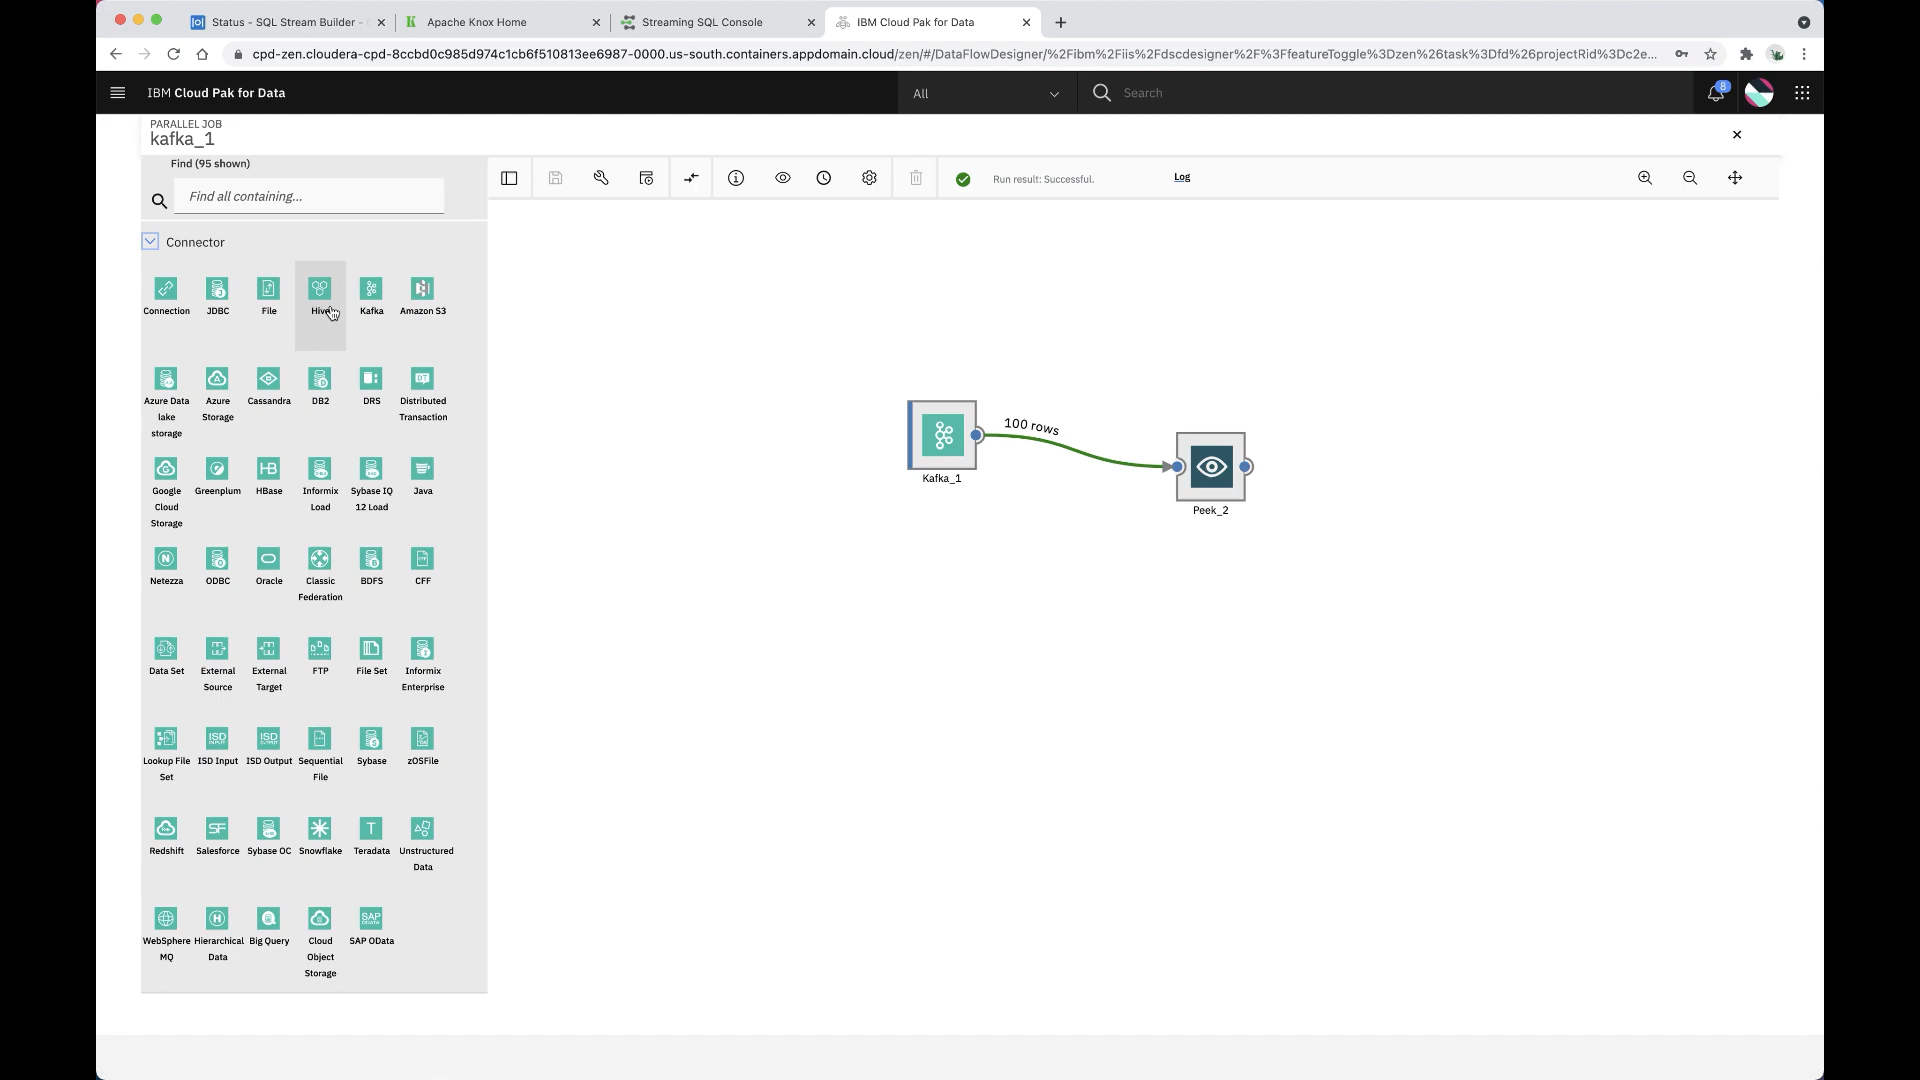 Status - SQL Stream Builder -
Apache Knox Home
Streaming SQL Console
IBM Cloud Pak for Data
cpd-zen.cloudera-cpd-8ccbd0c985d974c1cb6f510813ee6987-0000.us-south.containers.appdomain.cloud/zen/#/DataFlowDesigner/%2Fibm%2Fiis%2Fdscdesigner%2F%3FfeatureToggle%3Dzen%26task%3Dfd%26projectRid%3Dc2e...
IBM Cloud Pak for Data
All
Search
8
PARALLEL JOB
kafka_1
Find (95 shown)
Find all containing...
Run result: Successful.
Log
Connector
Connection JDBC File Hive Kafka Amazon S3
Azure Data Azure Cassandra DB2 DRS Distributed
lake Storage Transaction
storage
Google Greenplum HBase Informix Sybase IQ Java
Cloud Load 12 Load
Storage
Netezza ODBC Oracle Classic BDFS CFF
Federation
Data Set External External FTP File Set Informix
Source Target Enterprise
Lookup File ISD Input ISD Output Sequential Sybase zOSFile
Set File
Redshift Salesforce Sybase OC Snowflake Teradata Unstructured
Data
WebSphere Hierarchical Big Query Cloud SAP OData
MQ Data Object
Storage
100 rows
Kafka_1
Peek_2